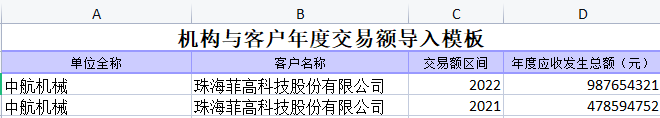 A B C D
机构与客户年度交易额导入模板
单位全称 客户名称 交易额区间 年度应收发生总额（元）
中航机械 珠海菲高科技股份有限公司 2022 987654321
中航机械 珠海菲高科技股份有限公司 2021 478594752